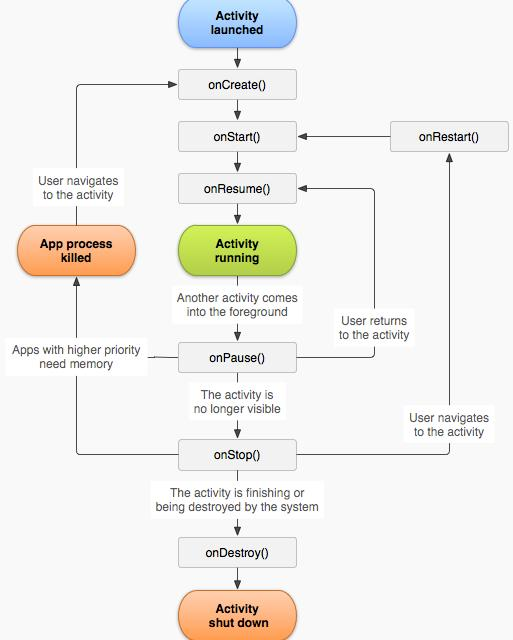 Activity
launched
onCreate()
onStart()
onRestart()
onResume()
User navigates
to the activity
App process
killed
Activity
running
Another activity comes
into the foreground
User returns
to the activity
Apps with higher priority
need memory
onPause()
The activity is
no longer visible
User navigates
to the activity
onStop()
The activity is finishing or
being destroyed by the system
onDestroy()
Activity
shut down